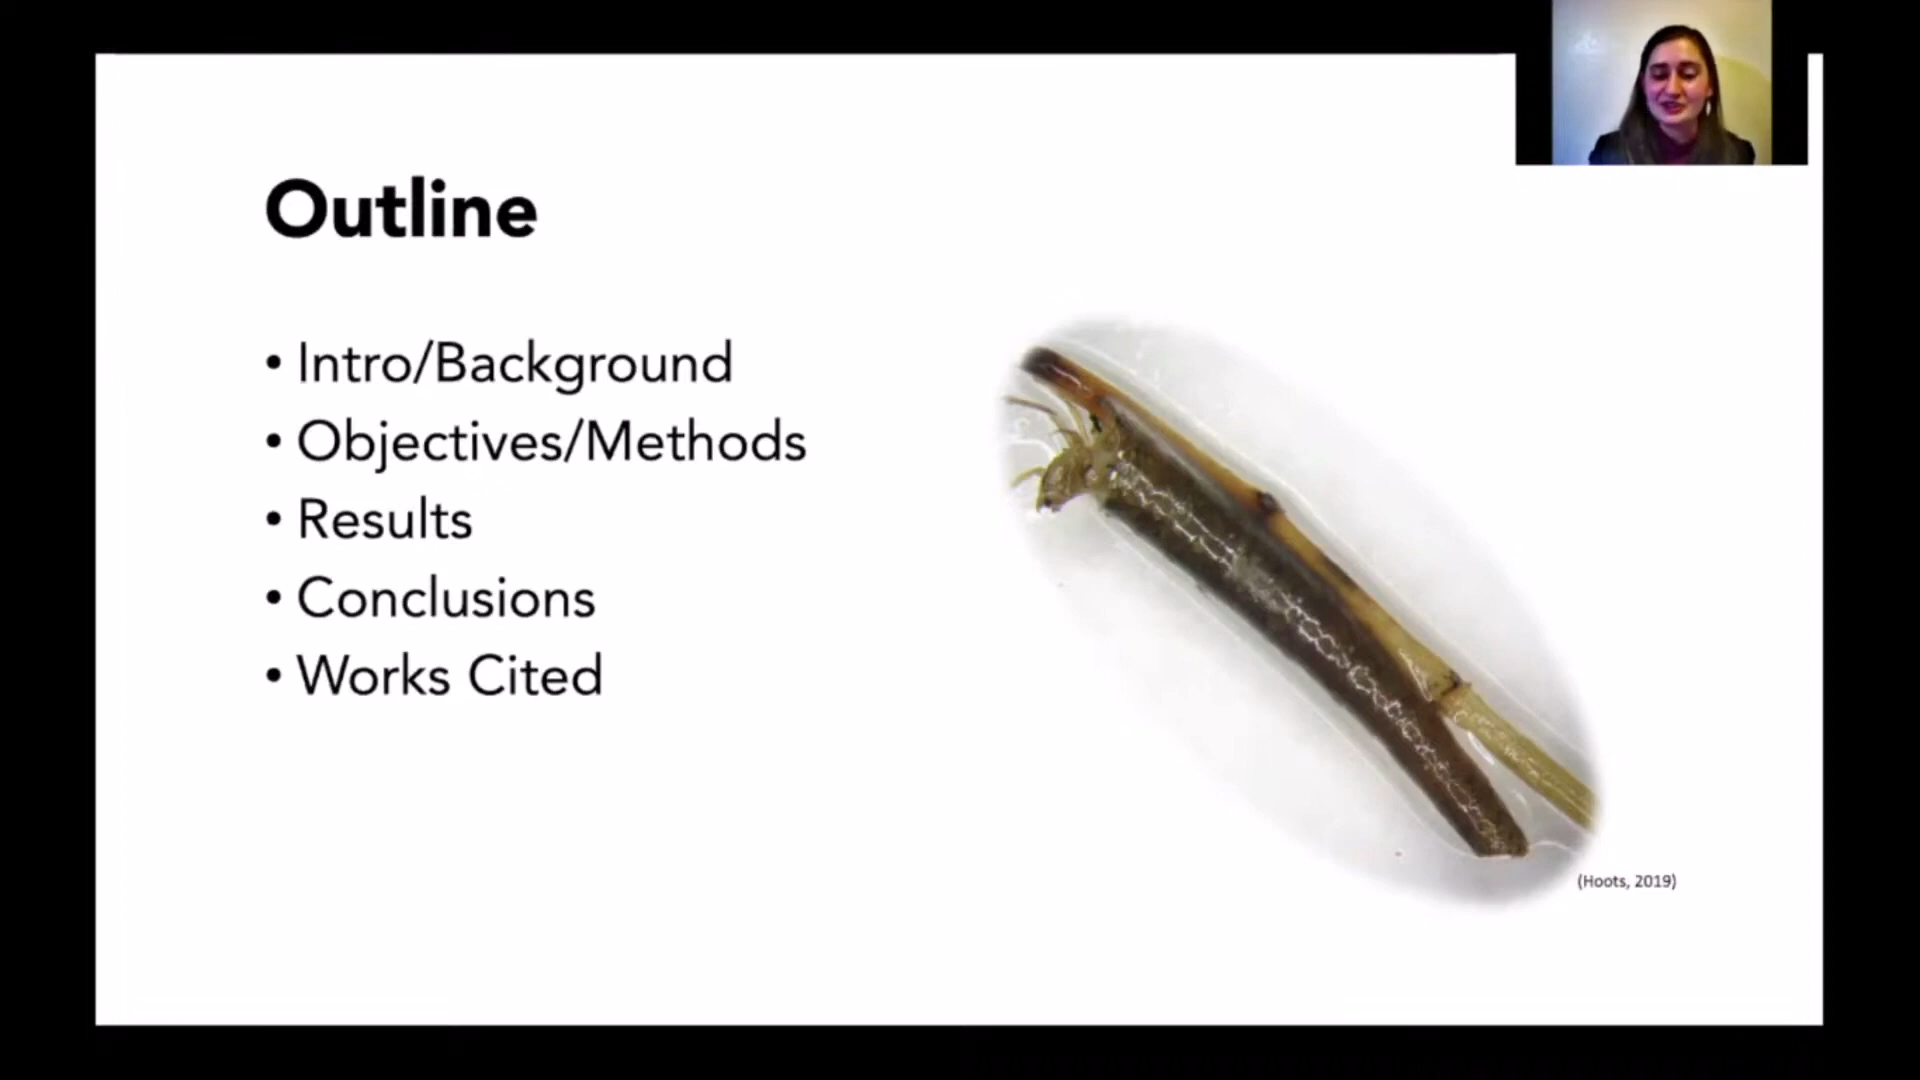 Outline
• Intro/Background
• Objectives/Methods
• Results
• Conclusions
• Works Cited
(Hoots, 2019)